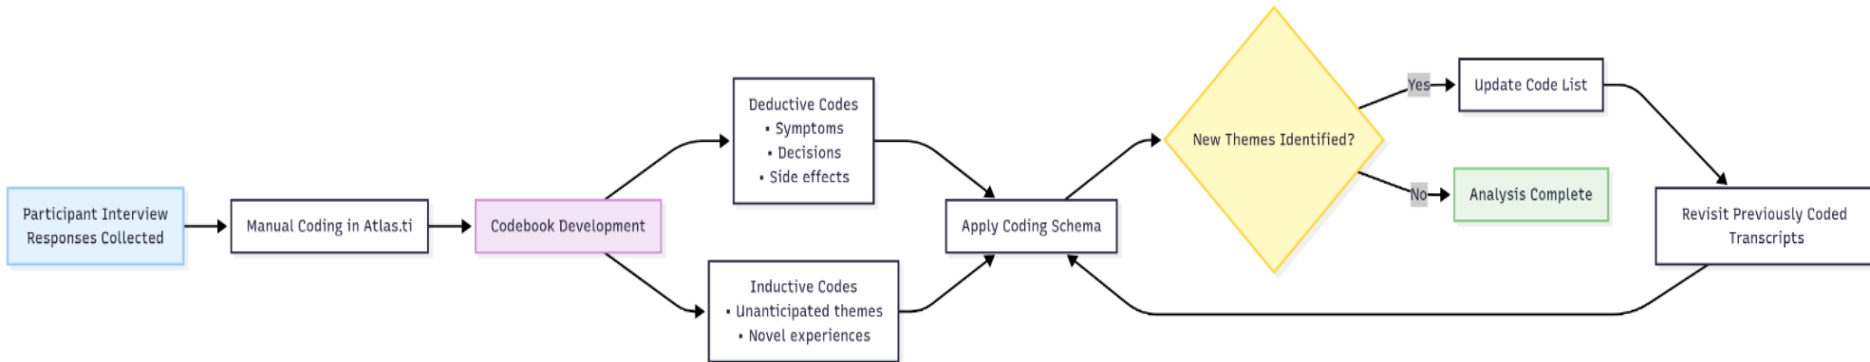 Participant Interview
Responses Collected
Manual Coding in Atlas.ti
Codebook Development
Deductive Codes
• Symptoms
• Decisions
• Side effects
Inductive Codes
• Unanticipated themes
• Novel experiences
Apply Coding Schema
New Themes Identified?
Yes
Update Code List
No
Analysis Complete
Revisit Previously Coded
Transcripts